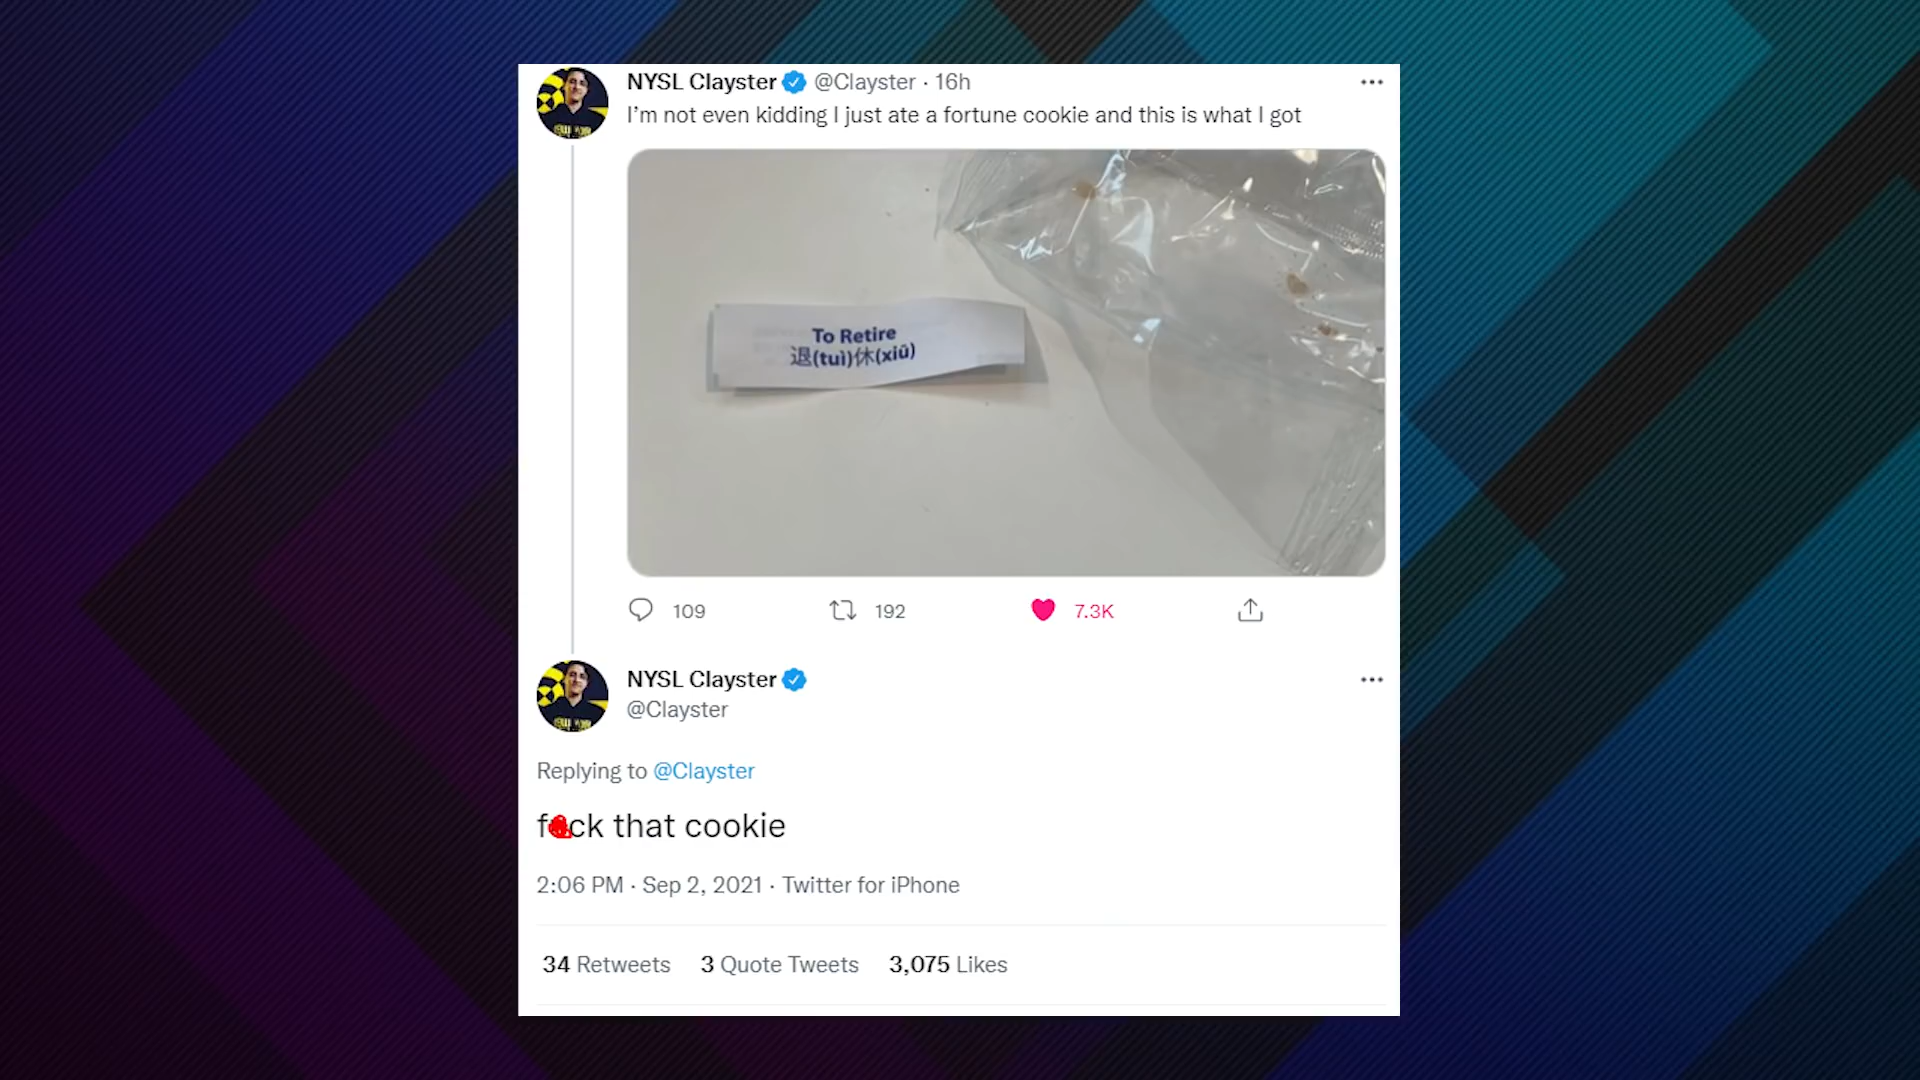 NYSL Clayster @Clayster · 16h
I'm not even kidding I just ate a fortune cookie and this is what I got
To Retire
退(tuì)休(xiū)
109 192 7.3K
NYSL Clayster
@Clayster
Replying to @Clayster
f ck that cookie
2:06 PM · Sep 2, 2021 · Twitter for iPhone
34 Retweets 3 Quote Tweets 3,075 Likes